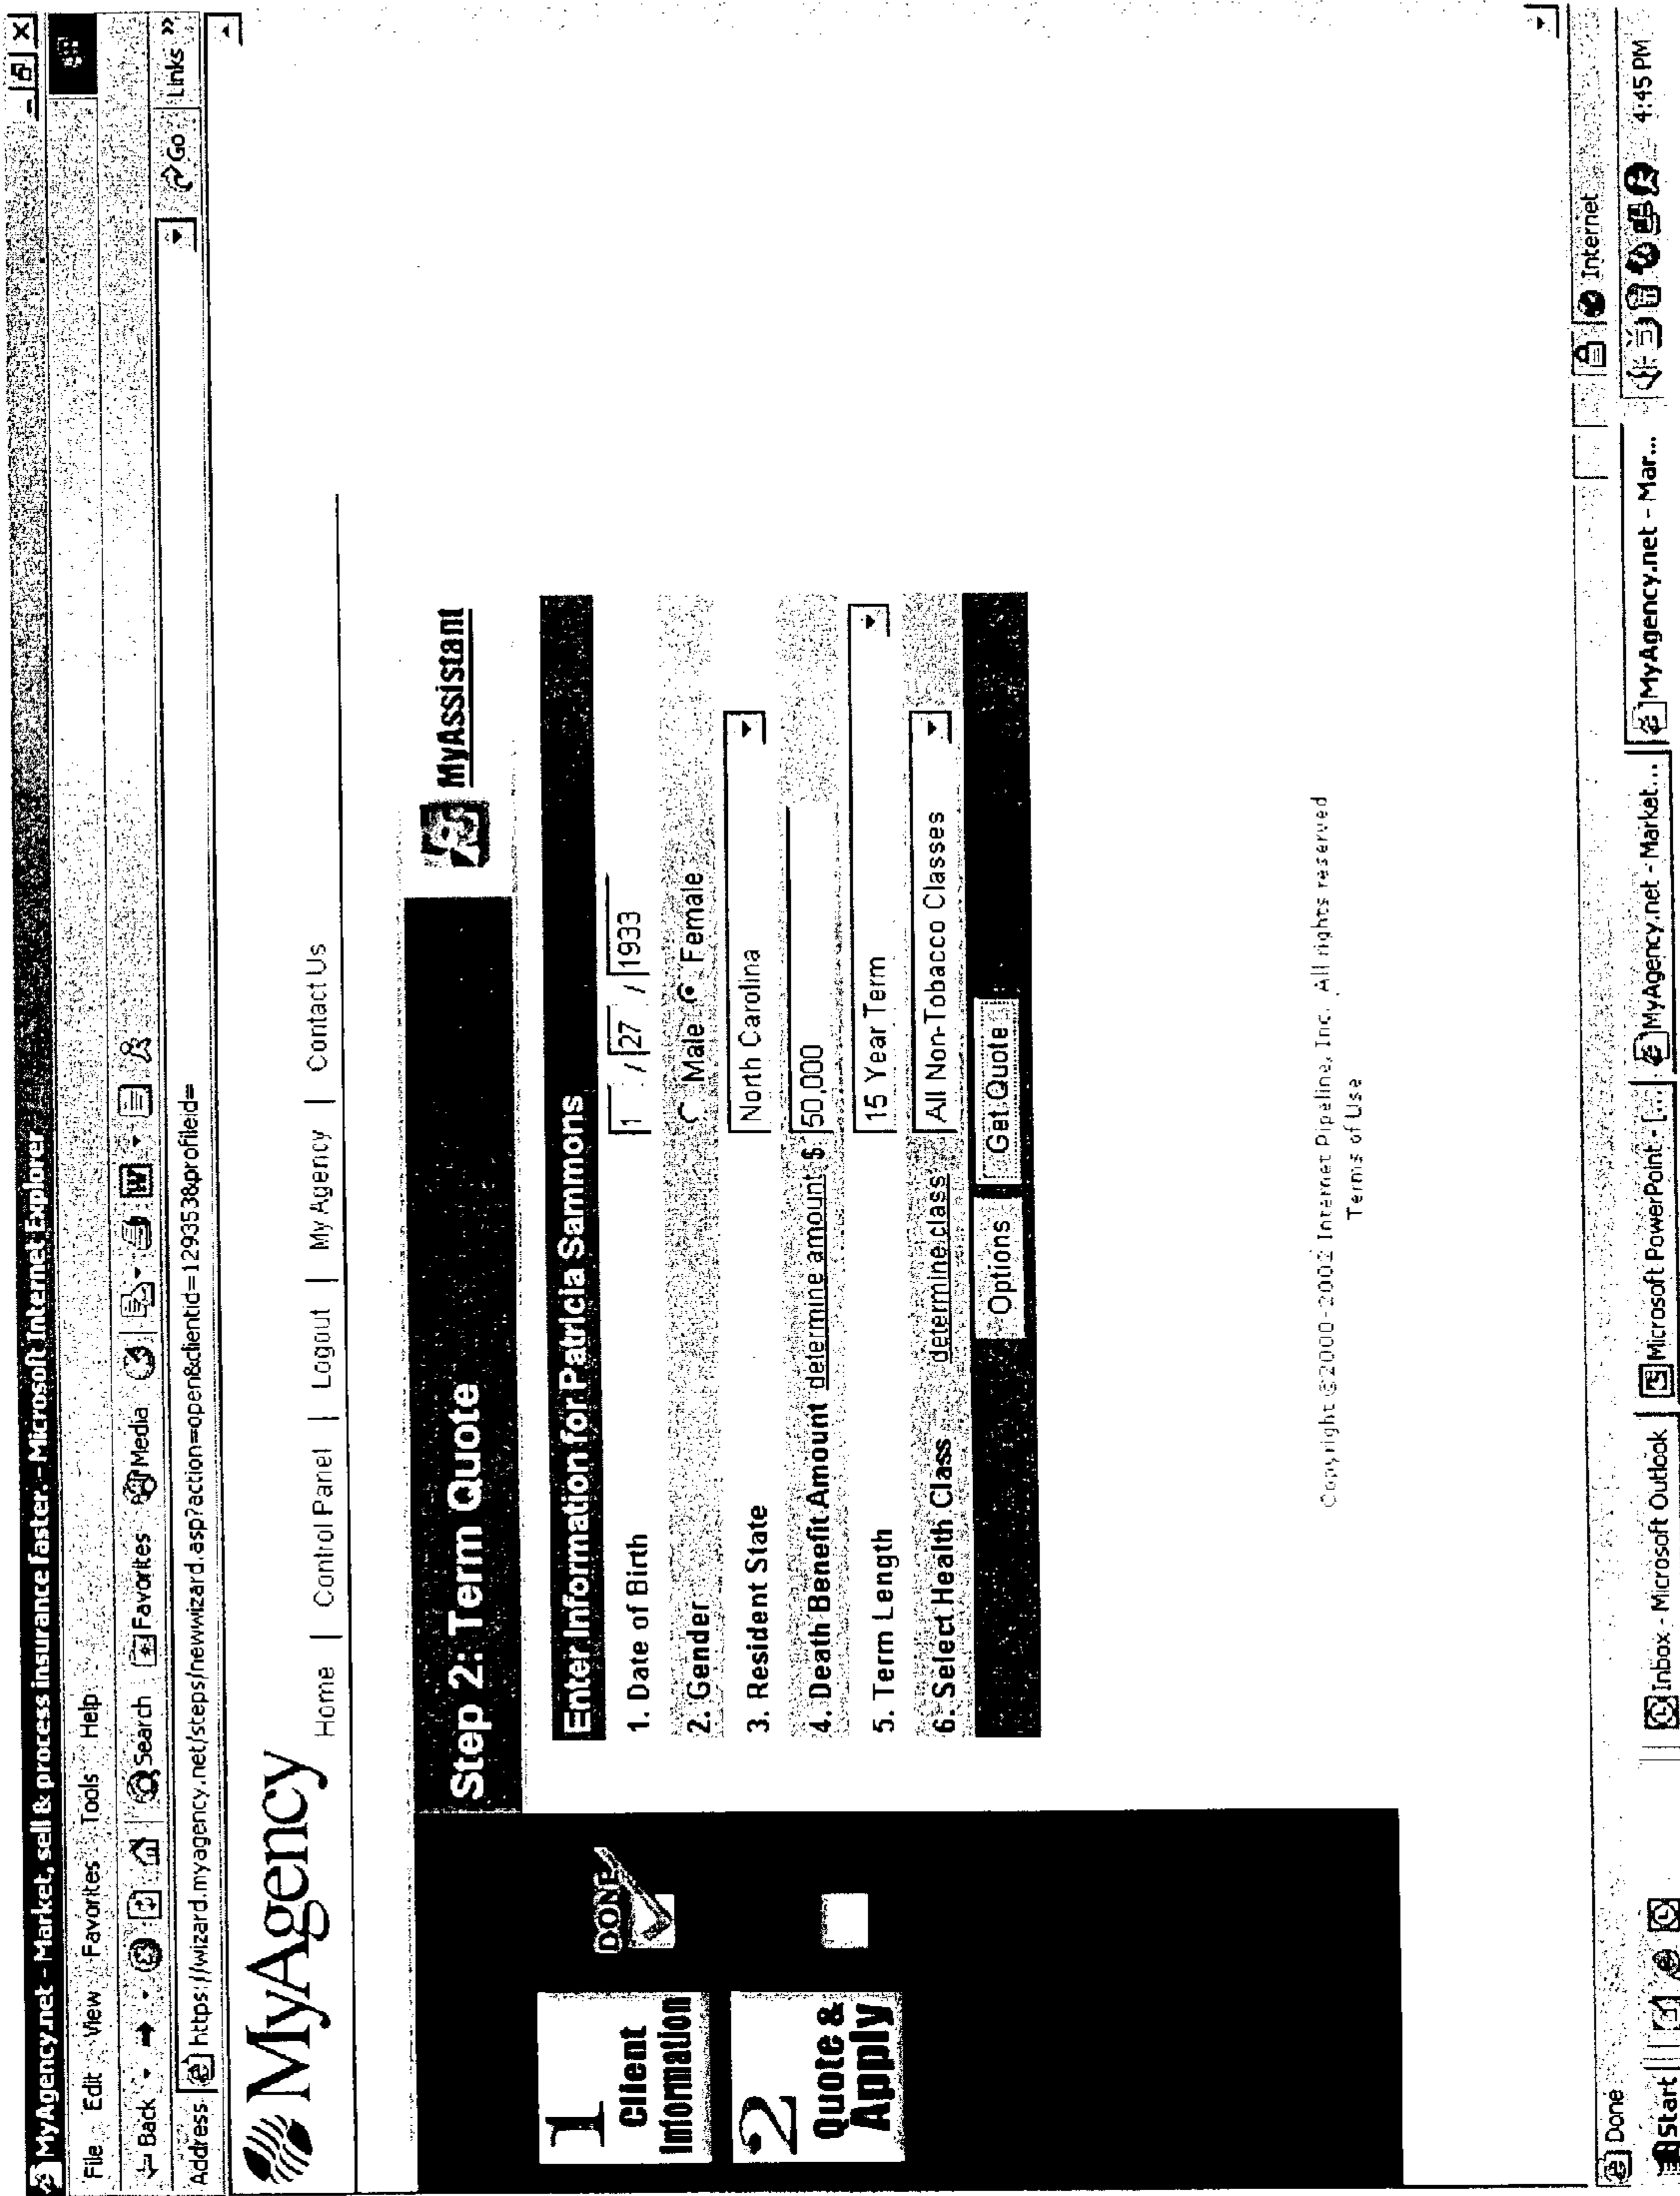 MyAgency.net - Market, sell & process insurance faster. - Microsoft Internet Explorer
File Edit View Favorites Tools Help
Back Search Favorites Media
Address https://wizard.myagency.net/steps/newwizard.asp?action=open&clientid=1293538&profileid= Go Links »
MyAgency
Home | Control Panel | Logout | My Agency | Contact Us
Step 2: Term Quote MyAssistant
1 Client Information DONE
2 Quote & Apply
Enter Information for Patricia Sammons
1. Date of Birth 1 / 27 / 1933
2. Gender Male Female
3. Resident State North Carolina
4. Death Benefit Amount determine amount $ 50,000
5. Term Length 15 Year Term
6. Select Health Class determine class All Non-Tobacco Classes
Options Get Quote
Copyright ©2000-2002 Internet Pipeline, Inc. All rights reserved
Terms of Use
Done Internet
Start Inbox - Microsoft Outlook Microsoft PowerPoint - [... MyAgency.net - Market... MyAgency.net - Mar... 4:45 PM